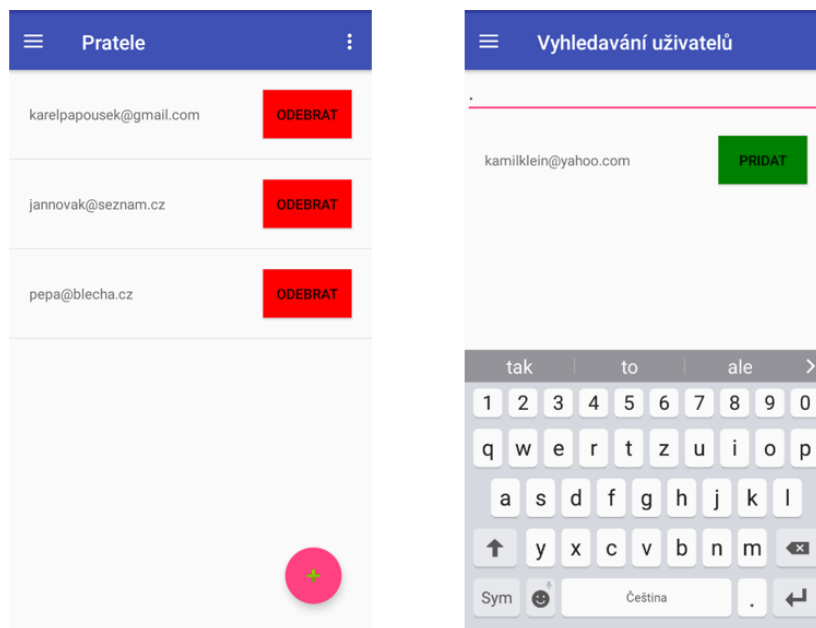 Pratele
karelpapousek@gmail.com ODEBRAT
jannovak@seznam.cz ODEBRAT
pepa@blecha.cz ODEBRAT
+
Vyhledavání uživatelů
.
kamilklein@yahoo.com PRIDAT
tak to ale >
1 2 3 4 5 6 7 8 9 0
q w e r t z u i o p
a s d f g h j k l
y x c v b n m
Sym Čeština .